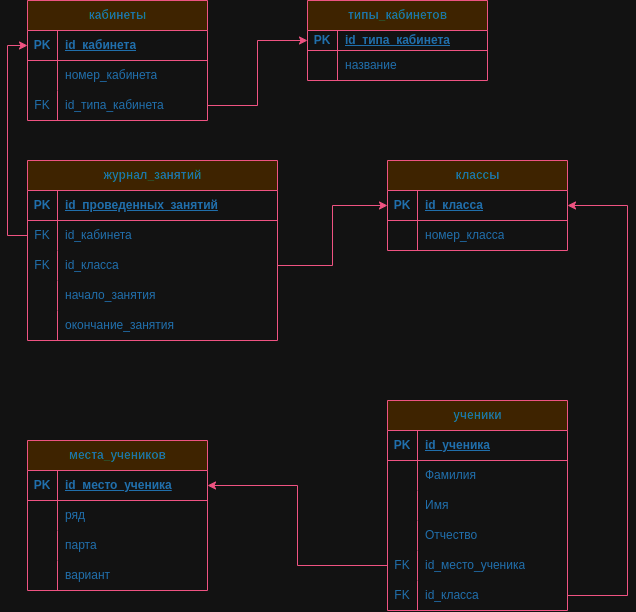 кабинеты
PK id_кабинета
номер_кабинета
FK id_типа_кабинета
типы_кабинетов
PK id_типа_кабинета
название
журнал_занятий
PK id_проведенных_занятий
FK id_кабинета
FK id_класса
начало_занятия
окончание_занятия
классы
PK id_класса
номер_класса
места_учеников
PK id_место_ученика
ряд
парта
вариант
ученики
PK id_ученика
Фамилия
Имя
Отчество
FK id_место_ученика
FK id_класса